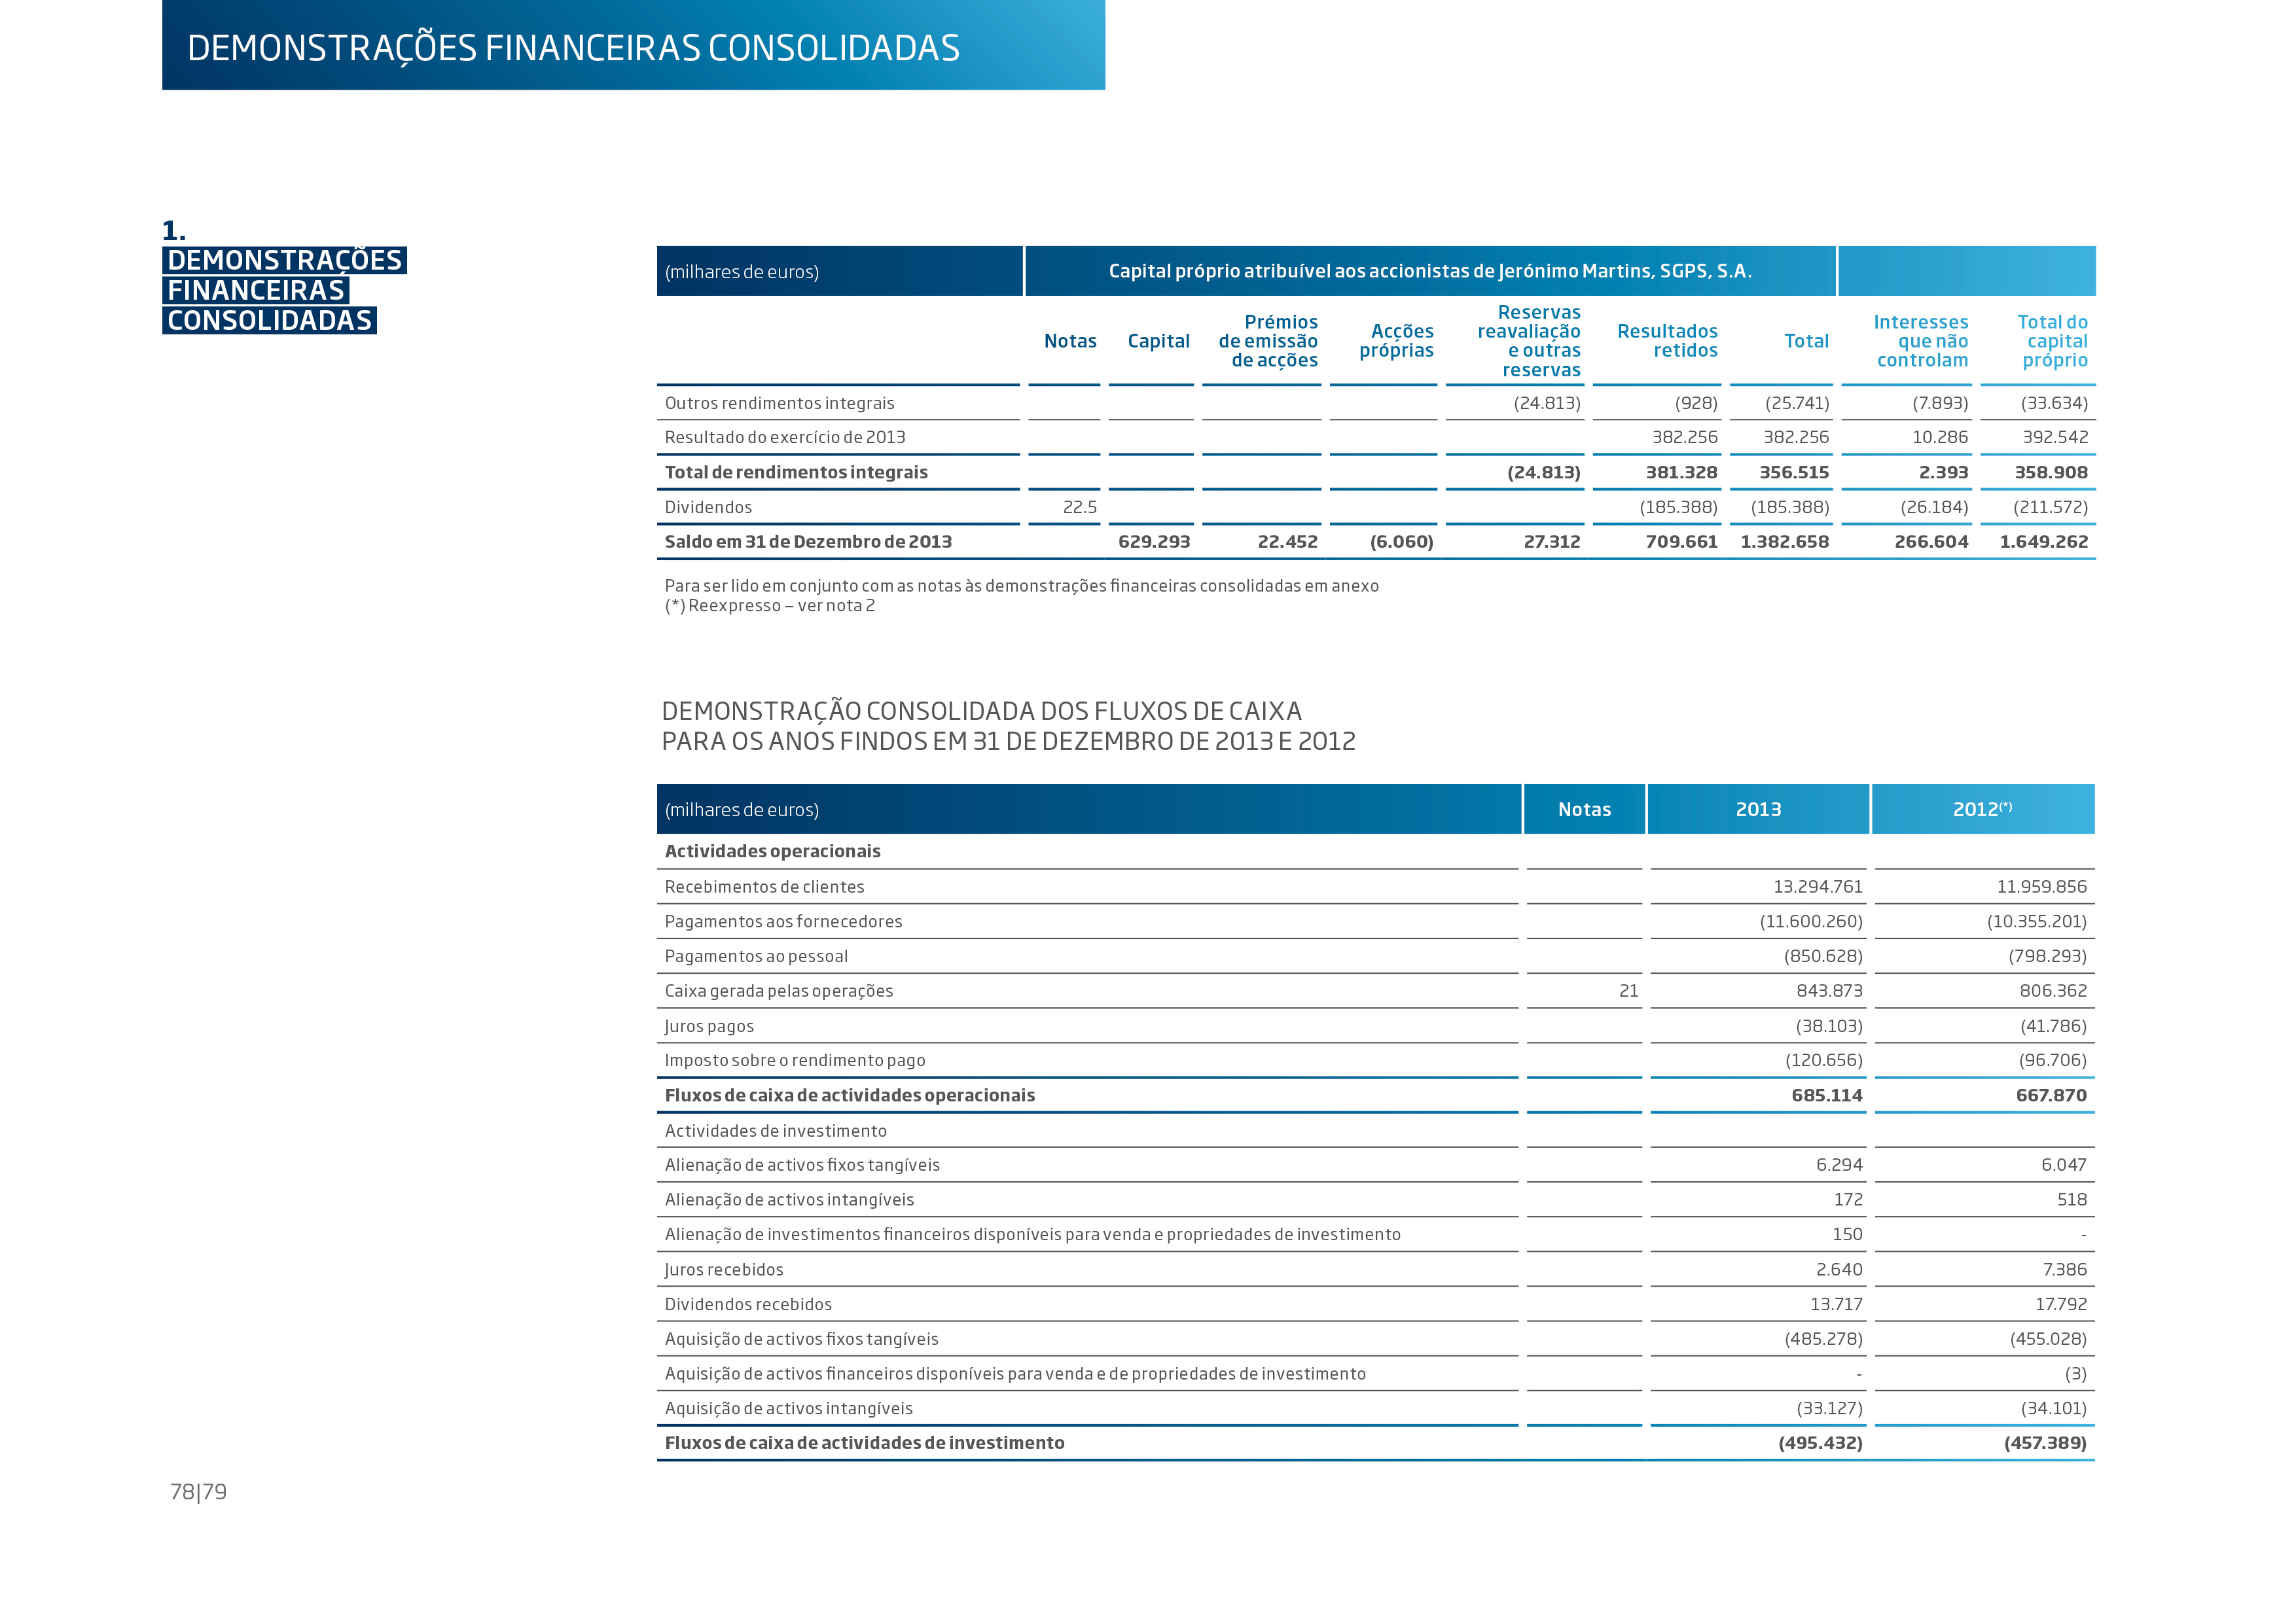 DEMONSTRAÇÕES FINANCEIRAS CONSOLIDADAS
1.
DEMONSTRAÇÕES
FINANCEIRAS
CONSOLIDADAS
(milhares de euros) Capital próprio atribuível aos accionistas de Jerónimo Martins, SGPS, S.A.
Notas Capital Prémios de emissão de acções Acções próprias Reservas reavaliação e outras reservas Resultados retidos Total Interesses que não controlam Total do capital próprio
Outros rendimentos integrais (24.813) (928) (25.741) (7.893) (33.634)
Resultado do exercício de 2013 382.256 382.256 10.286 392.542
Total de rendimentos integrais (24.813) 381.328 356.515 2.393 358.908
Dividendos 22.5 (185.388) (185.388) (26.184) (211.572)
Saldo em 31 de Dezembro de 2013 629.293 22.452 (6.060) 27.312 709.661 1.382.658 266.604 1.649.262
Para ser lido em conjunto com as notas às demonstrações financeiras consolidadas em anexo
(*) Reexpresso – ver nota 2
DEMONSTRAÇÃO CONSOLIDADA DOS FLUXOS DE CAIXA
PARA OS ANOS FINDOS EM 31 DE DEZEMBRO DE 2013 E 2012
(milhares de euros) Notas 2013 2012(*)
Actividades operacionais
Recebimentos de clientes 13.294.761 11.959.856
Pagamentos aos fornecedores (11.600.260) (10.355.201)
Pagamentos ao pessoal (850.628) (798.293)
Caixa gerada pelas operações 21 843.873 806.362
Juros pagos (38.103) (41.786)
Imposto sobre o rendimento pago (120.656) (96.706)
Fluxos de caixa de actividades operacionais 685.114 667.870
Actividades de investimento
Alienação de activos fixos tangíveis 6.294 6.047
Alienação de activos intangíveis 172 518
Alienação de investimentos financeiros disponíveis para venda e propriedades de investimento 150 -
Juros recebidos 2.640 7.386
Dividendos recebidos 13.717 17.792
Aquisição de activos fixos tangíveis (485.278) (455.028)
Aquisição de activos financeiros disponíveis para venda e de propriedades de investimento - (3)
Aquisição de activos intangíveis (33.127) (34.101)
Fluxos de caixa de actividades de investimento (495.432) (457.389)
78|79